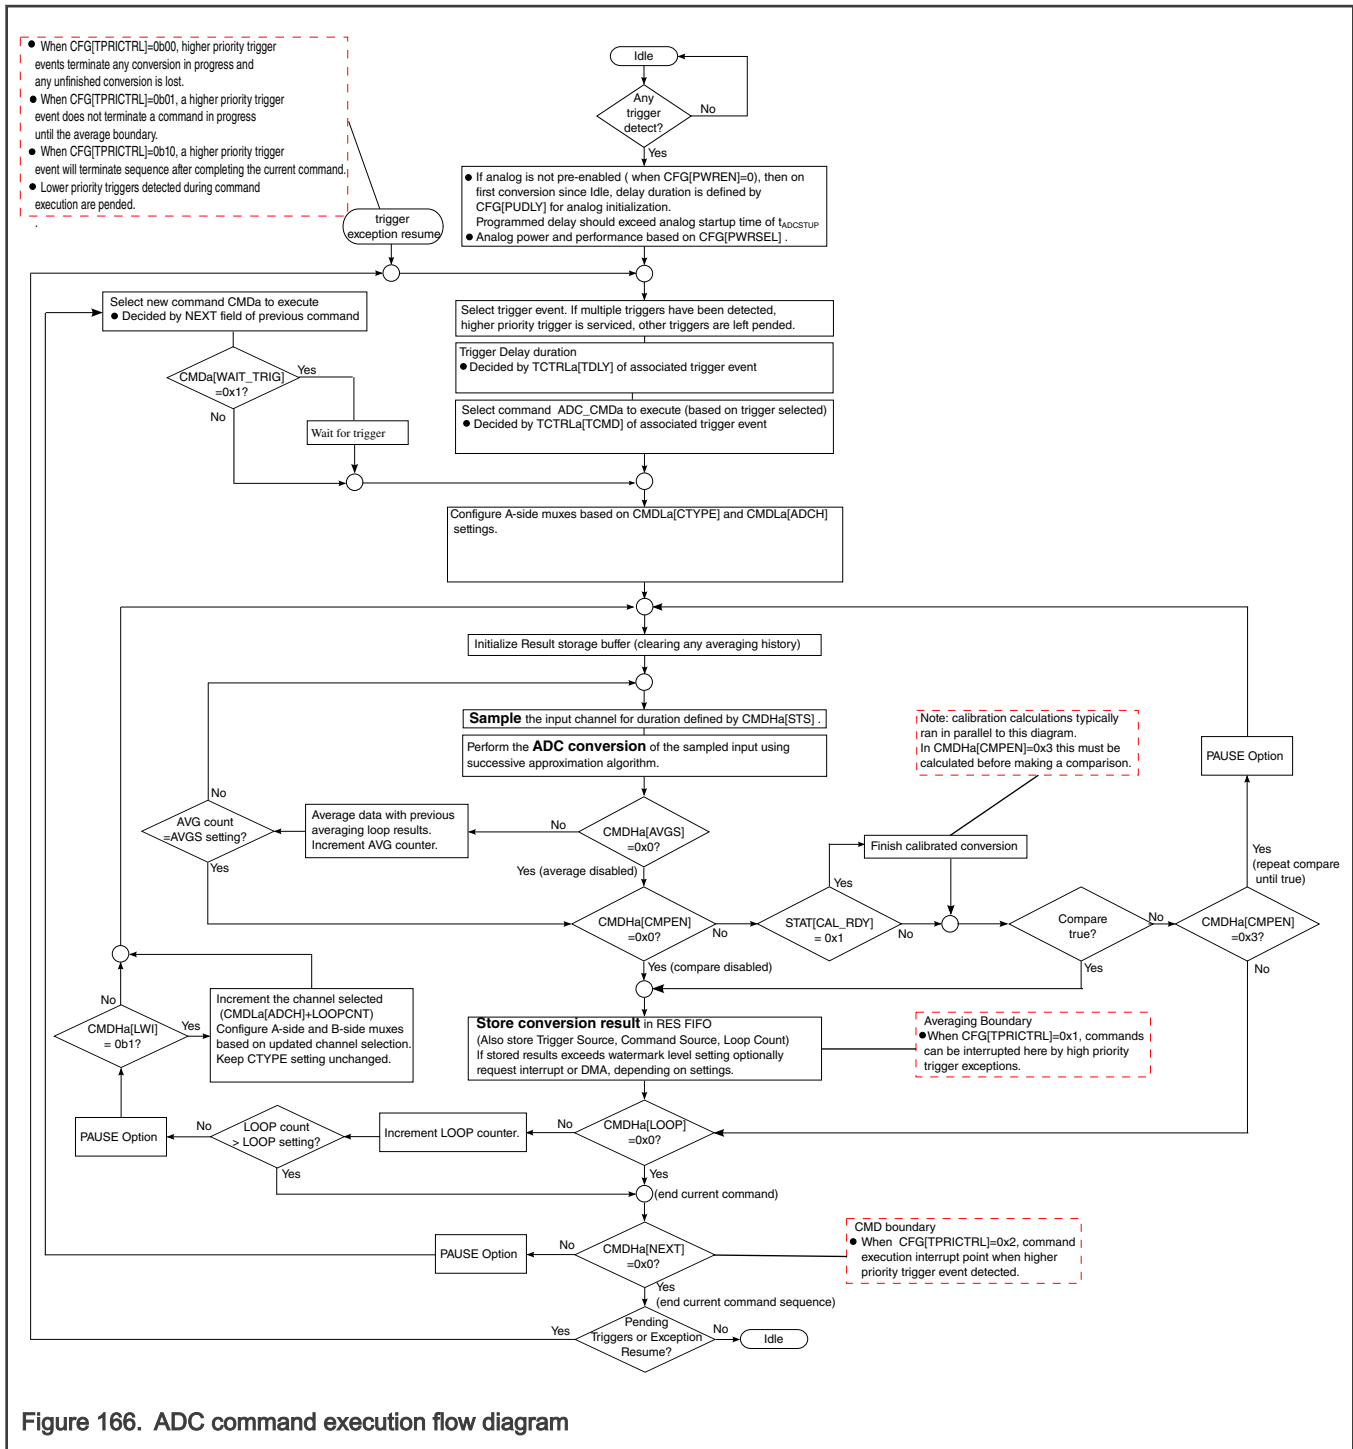 ● When CFG[TPRICTRL]=0b00, higher priority trigger
events terminate any conversion in progress and
any unfinished conversion is lost.
● When CFG[TPRICTRL]=0b01, a higher priority trigger
event does not terminate a command in progress
until the average boundary.
● When CFG[TPRICTRL]=0b10, a higher priority trigger
event will terminate sequence after completing the current command.
● Lower priority triggers detected during command
execution are pended.
.
trigger
exception resume
Idle
Any
trigger
detect?
No
Yes
● If analog is not pre-enabled ( when CFG[PWREN]=0), then on
first conversion since Idle, delay duration is defined by
CFG[PUDLY] for analog initialization.
Programmed delay should exceed analog startup time of tADCSTUP
● Analog power and performance based on CFG[PWRSEL] .
Select new command CMDa to execute
● Decided by NEXT field of previous command
CMDa[WAIT_TRIG]
=0x1?
Yes
No
Wait for trigger
Select trigger event. If multiple triggers have been detected,
higher priority trigger is serviced, other triggers are left pended.
Trigger Delay duration
● Decided by TCTRLa[TDLY] of associated trigger event
Select command ADC_CMDa to execute (based on trigger selected)
● Decided by TCTRLa[TCMD] of associated trigger event
Configure A-side muxes based on CMDLa[CTYPE] and CMDLa[ADCH]
settings.
Initialize Result storage buffer (clearing any averaging history)
Sample the input channel for duration defined by CMDHa[STS] .
Perform the ADC conversion of the sampled input using
successive approximation algorithm.
Note: calibration calculations typically
ran in parallel to this diagram.
In CMDHa[CMPEN]=0x3 this must be
calculated before making a comparison.
PAUSE Option
No
AVG count
=AVGS setting?
Yes
Average data with previous
averaging loop results.
Increment AVG counter.
No
CMDHa[AVGS]
=0x0?
Yes (average disabled)
Finish calibrated conversion
Yes
(repeat compare
until true)
CMDHa[CMPEN]
=0x0?
No
Yes
STAT[CAL_RDY]
= 0x1
No
Compare
true?
No
CMDHa[CMPEN]
=0x3?
Yes (compare disabled)
Yes
No
No
CMDHa[LWI]
= 0b1?
Yes
Increment the channel selected
(CMDLa[ADCH]+LOOPCNT)
Configure A-side and B-side muxes
based on updated channel selection.
Keep CTYPE setting unchanged.
Store conversion result in RES FIFO
(Also store Trigger Source, Command Source, Loop Count)
If stored results exceeds watermark level setting optionally
request interrupt or DMA, depending on settings.
Averaging Boundary
● When CFG[TPRICTRL]=0x1, commands
can be interrupted here by high priority
trigger exceptions.
PAUSE Option
No
LOOP count
> LOOP setting?
Yes
Increment LOOP counter.
No
CMDHa[LOOP]
=0x0?
Yes
(end current command)
PAUSE Option
No
CMDHa[NEXT]
=0x0?
Yes
(end current command sequence)
CMD boundary
● When CFG[TPRICTRL]=0x2, command
execution interrupt point when higher
priority trigger event detected.
Yes
Pending
Triggers or Exception
Resume?
No
Idle
Figure 166. ADC command execution flow diagram